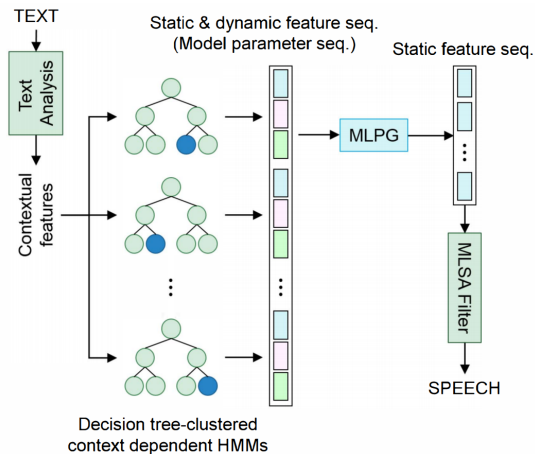 TEXT
Text
Analysis
Contextual
features
Static & dynamic feature seq.
(Model parameter seq.)
MLPG
Static feature seq.
MLSA Filter
SPEECH
Decision tree-clustered
context dependent HMMs